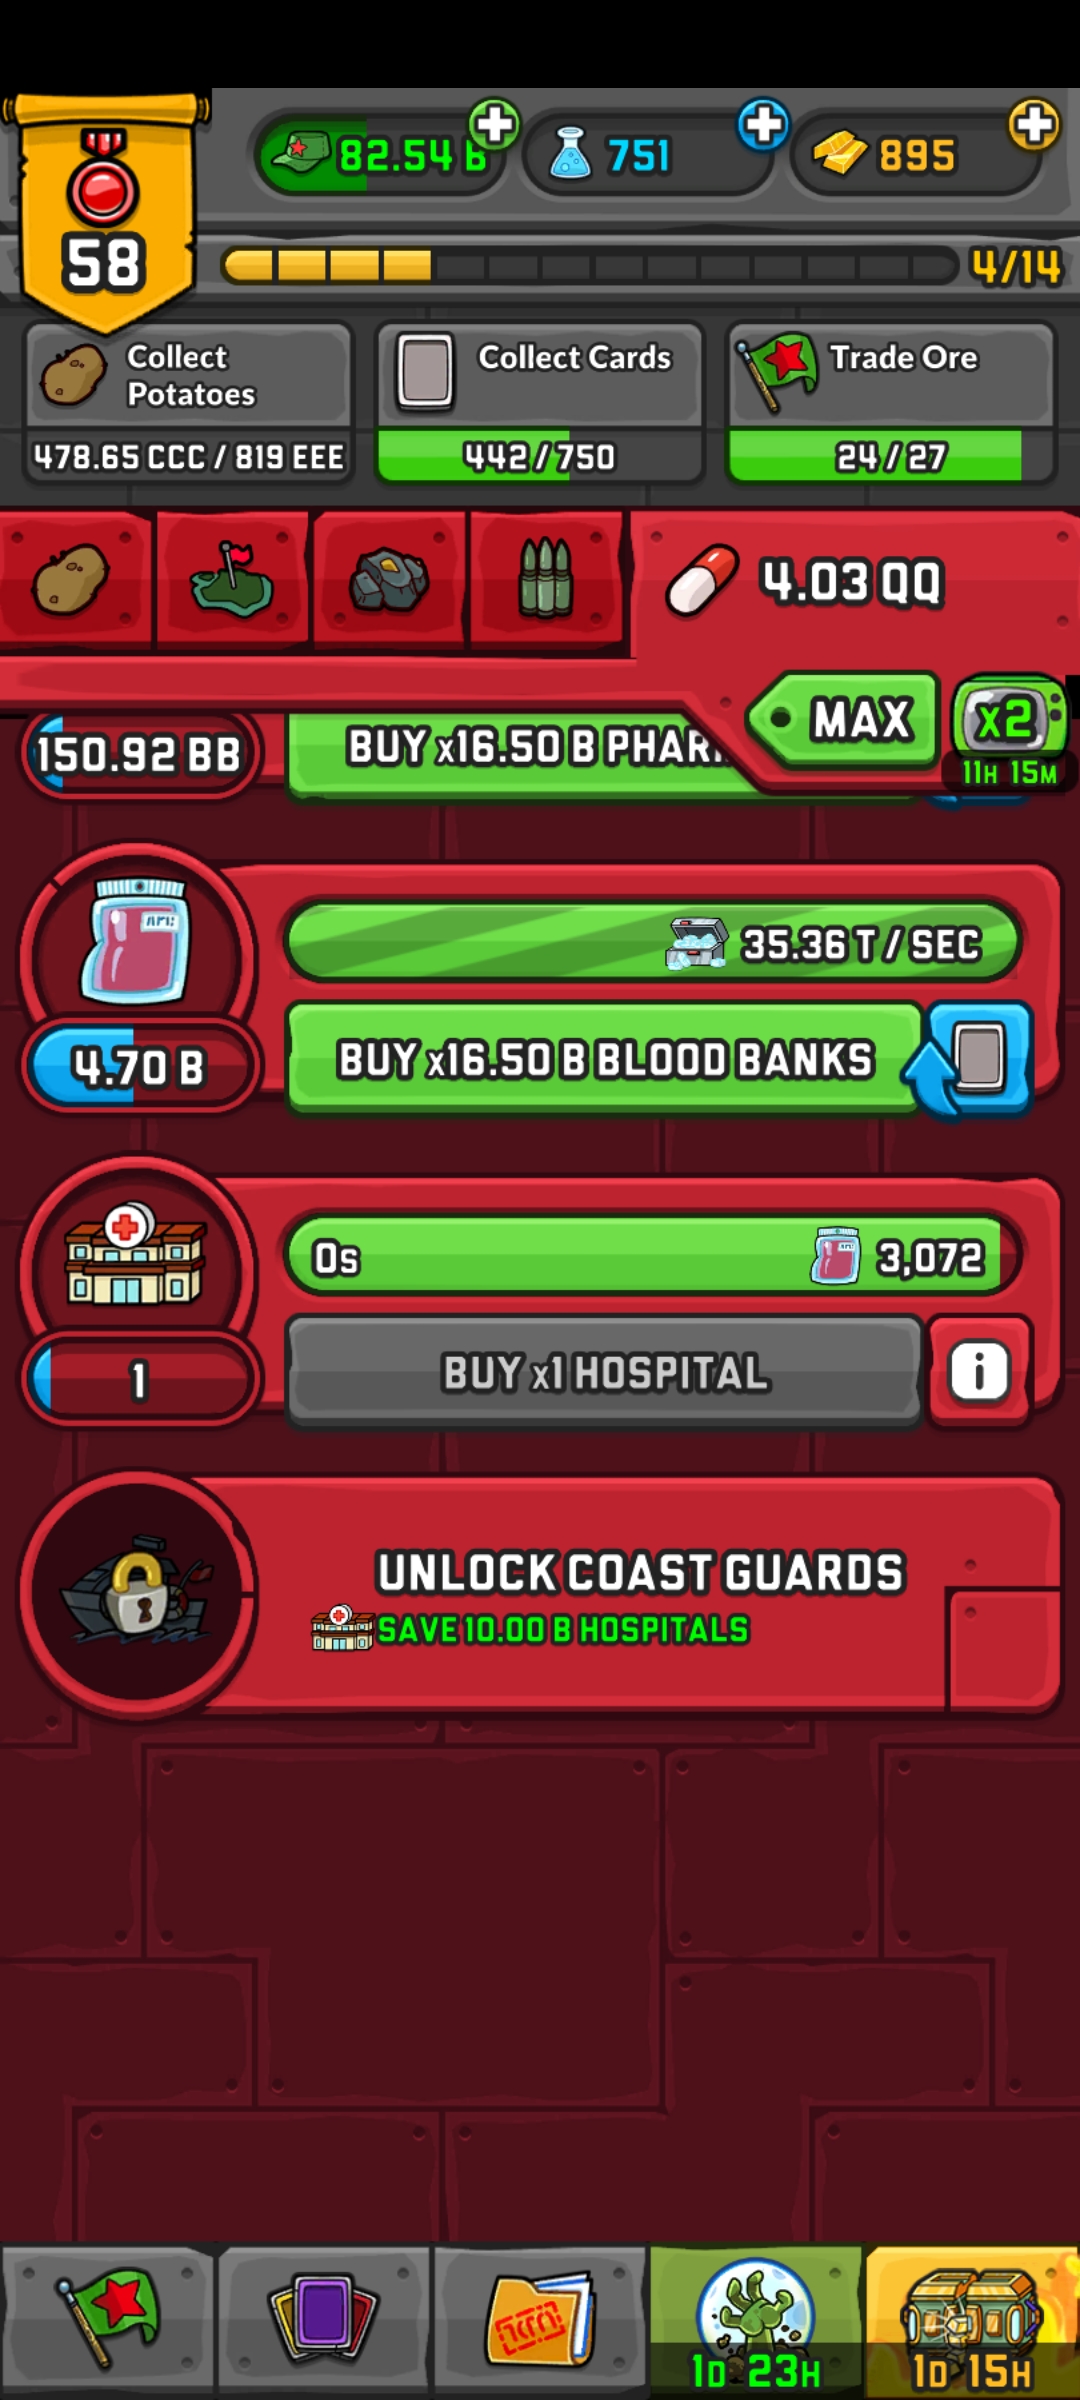 82.54 B
751
895
58
4/14
Collect
Potatoes
478.65 CCC / 819 EEE
Collect Cards
442/750
Trade Ore
24/27
4.03 QQ
MAX
x2
11H 15M
150.92 BB
BUY x16.50 B
35.36 T / SEC
4.70 B
BUY x16.50 B BLOOD BANKS
0s
3,072
1
BUY x1 HOSPITAL
i
UNLOCK COAST GUARDS
SAVE 10.00 B HOSPITALS
1D 23H
1D 15H